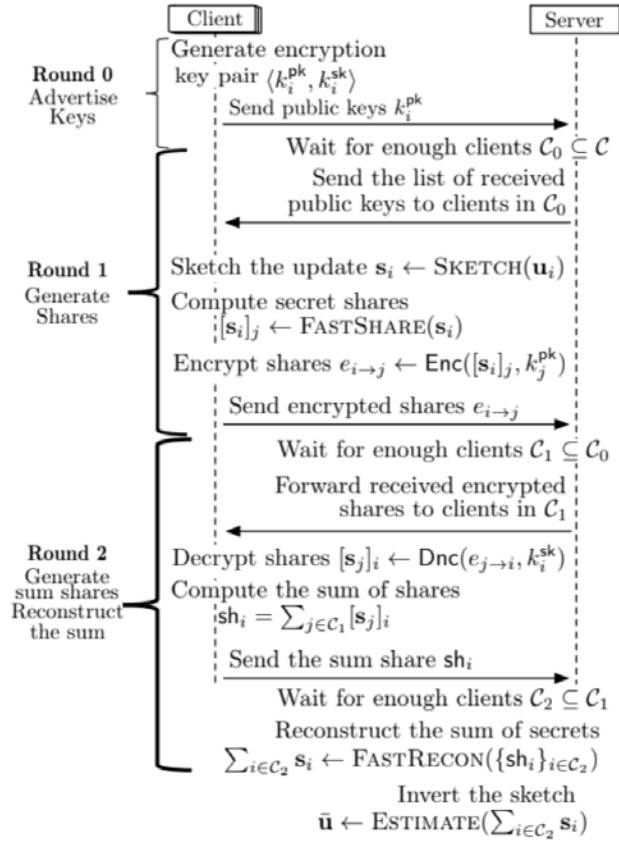 Client
Server
Generate encryption
key pair ⟨k_i^pk, k_i^sk⟩
Round 0
Advertise
Keys
Send public keys k_i^pk
Wait for enough clients C_0 ⊆ C
Send the list of received
public keys to clients in C_0
Round 1
Generate
Shares
Sketch the update s_i ← SKETCH(u_i)
Compute secret shares
[s_i]_j ← FASTSHARE(s_i)
Encrypt shares e_{i→j} ← Enc([s_i]_j, k_j^pk)
Send encrypted shares e_{i→j}
Wait for enough clients C_1 ⊆ C_0
Forward received encrypted
shares to clients in C_1
Round 2
Generate
sum shares
Reconstruct
the sum
Decrypt shares [s_j]_i ← Dnc(e_{j→i}, k_i^sk)
Compute the sum of shares
sh_i = ∑_{j∈C_1} [s_j]_i
Send the sum share sh_i
Wait for enough clients C_2 ⊆ C_1
Reconstruct the sum of secrets
∑_{i∈C_2} s_i ← FASTRECON({sh_i}_{i∈C_2})
Invert the sketch
ū ← ESTIMATE(∑_{i∈C_2} s_i)